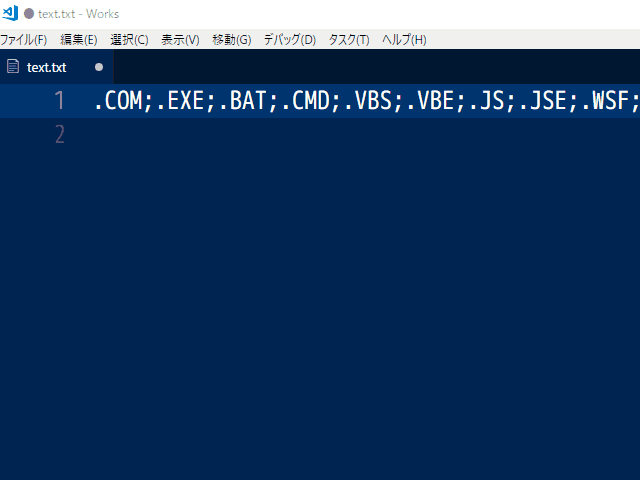 text.txt - Works
ファイル(F) 編集(E) 選択(C) 表示(V) 移動(G) デバッグ(D) タスク(T) ヘルプ(H)
text.txt
1 .COM;.EXE;.BAT;.CMD;.VBS;.VBE;.JS;.JSE;.WSF;
2